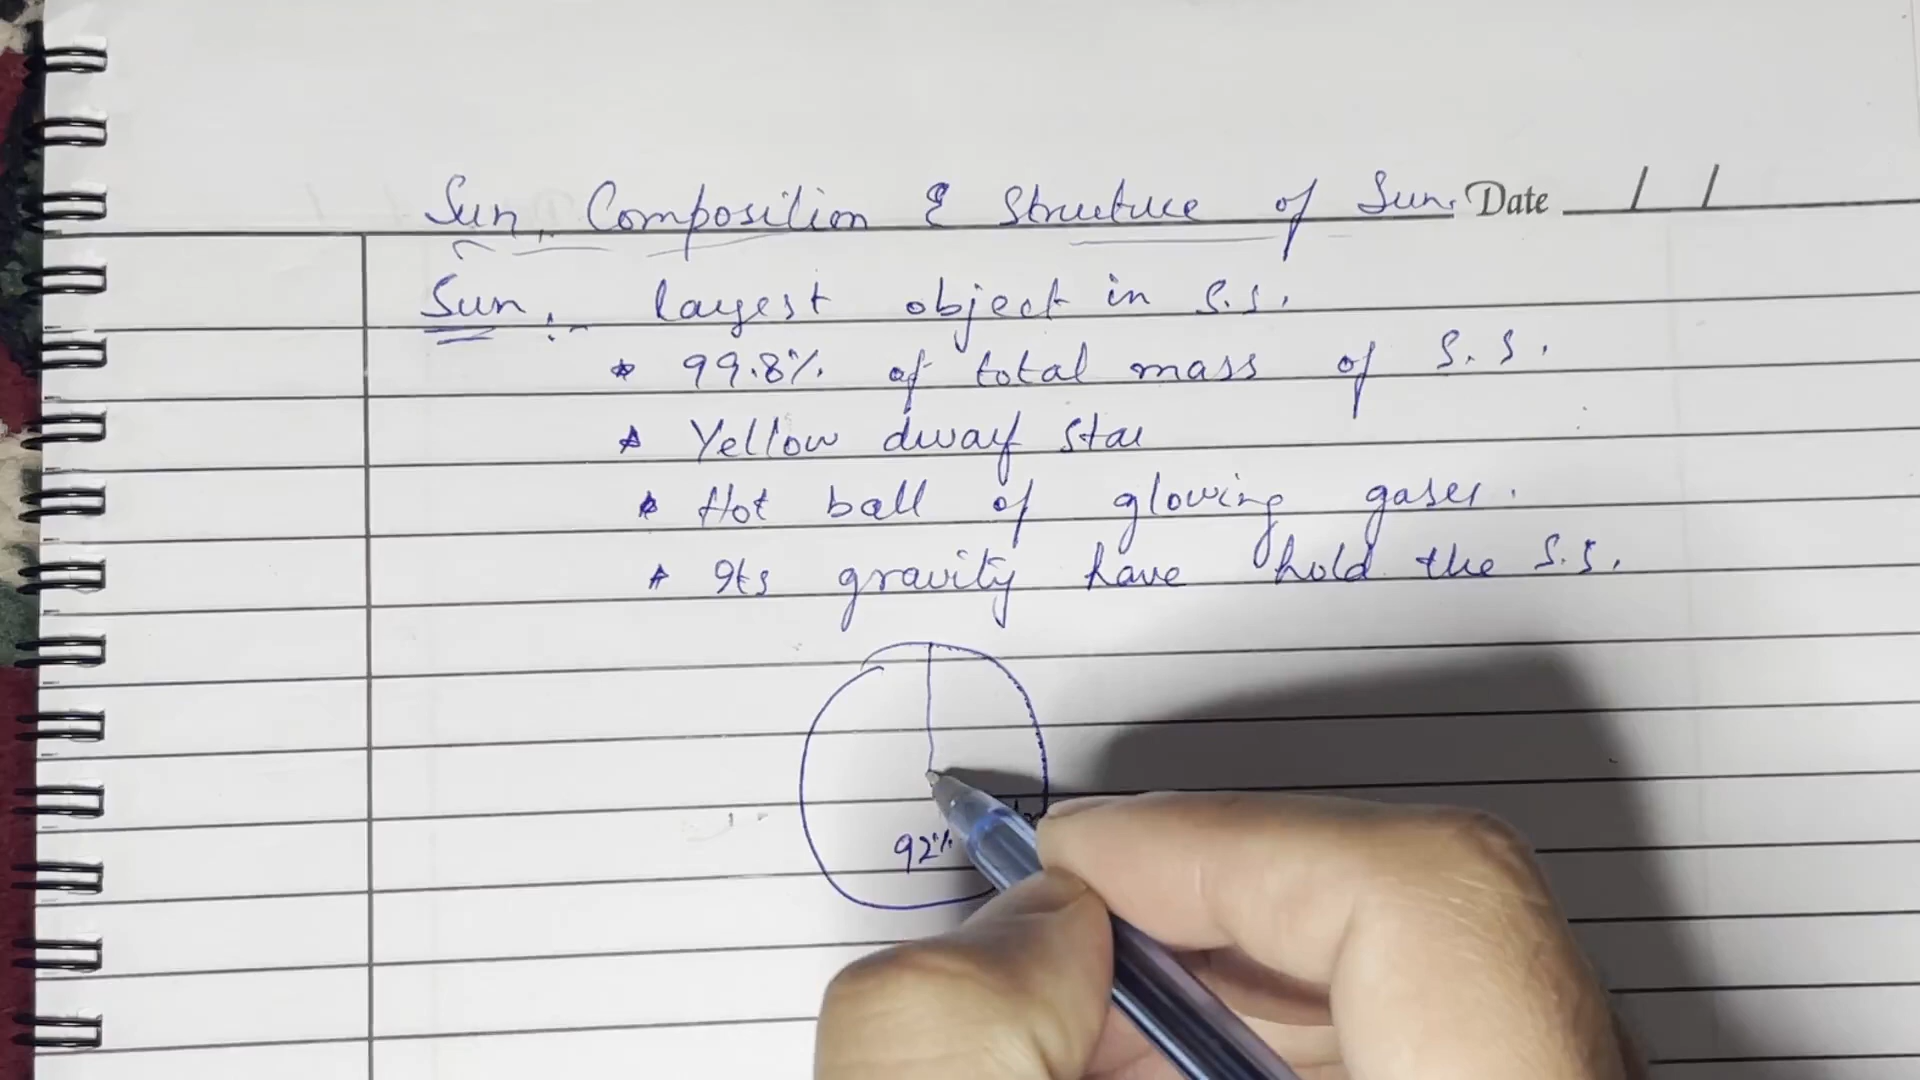 Sun, Composition & Structure of Sun. Date / /
Sun :- largest object in S.S.
* 99.8% of total mass of S.S.
* Yellow dwarf star
* Hot ball of glowing gases.
* Its gravity have hold the S.S.
92%